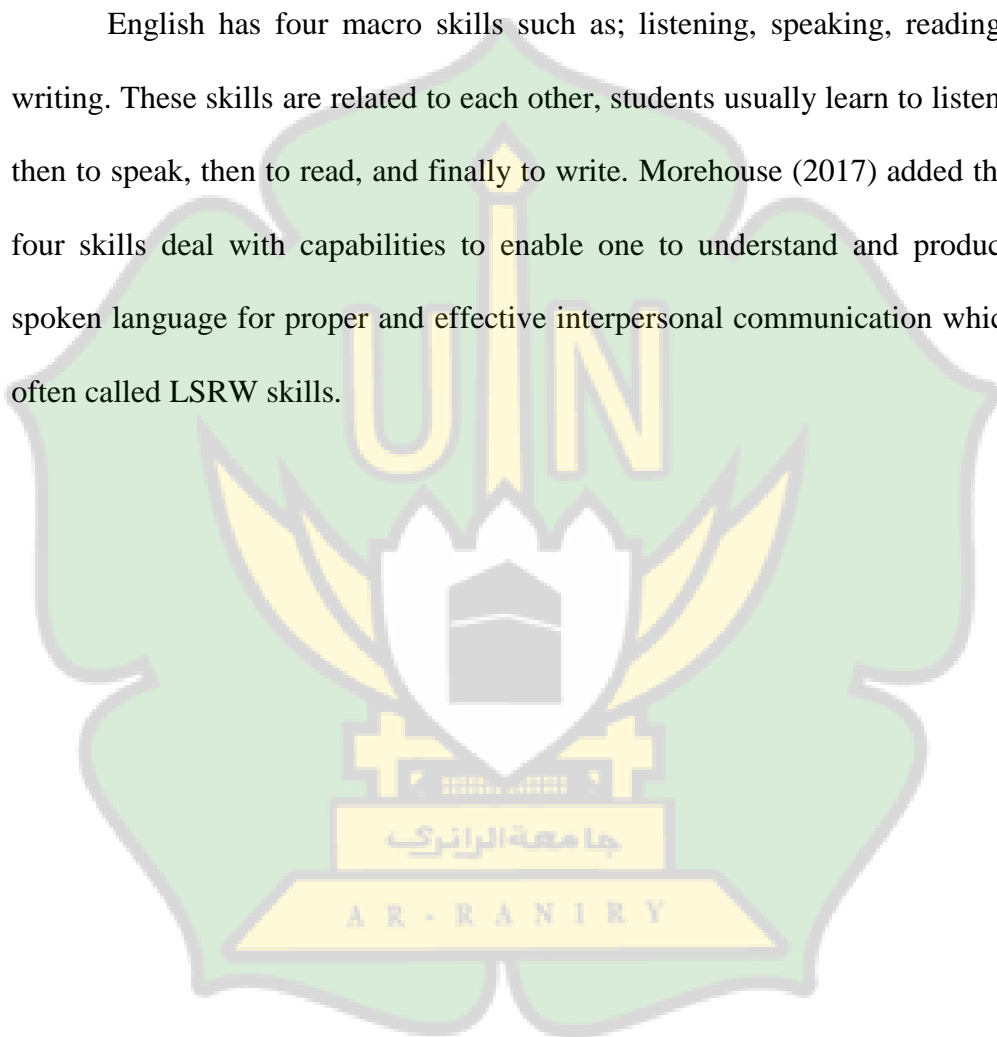 English has four macro skills such as; listening, speaking, reading
writing. These skills are related to each other, students usually learn to listen
then to speak, then to read, and finally to write. Morehouse (2017) added th
four skills deal with capabilities to enable one to understand and produc
spoken language for proper and effective interpersonal communication whic
often called LSRW skills.
UIN
جامعة الرانري
AR-RANIRY